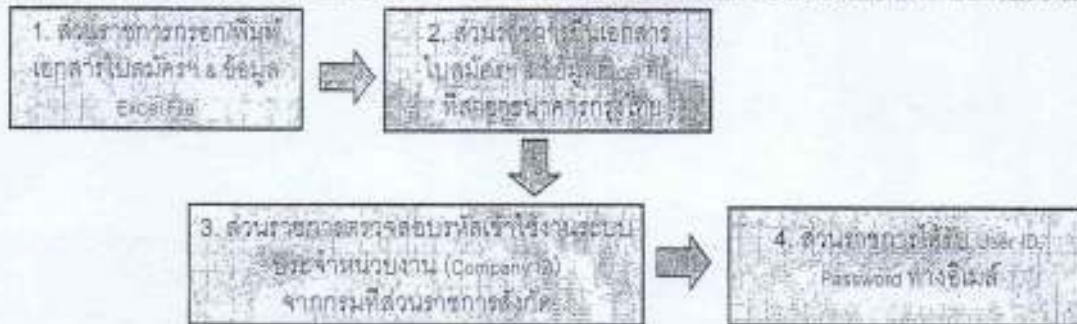 1. ส่วนราชการกรอก/พิมพ์
เอกสารใบสมัครฯ & ข้อมูล
Excel File
2. ส่วนราชการยื่นเอกสาร
ใบสมัครฯ & ข้อมูล Excel File
ที่สาขาธนาคารกรุงไทย
3. ส่วนราชการตรวจสอบรหัสเข้าใช้งานระบบ
ประจำหน่วยงาน (Company ID)
จากกรมที่ส่วนราชการสังกัด
4. ส่วนราชการได้รับ User ID,
Password ทางอีเมล์